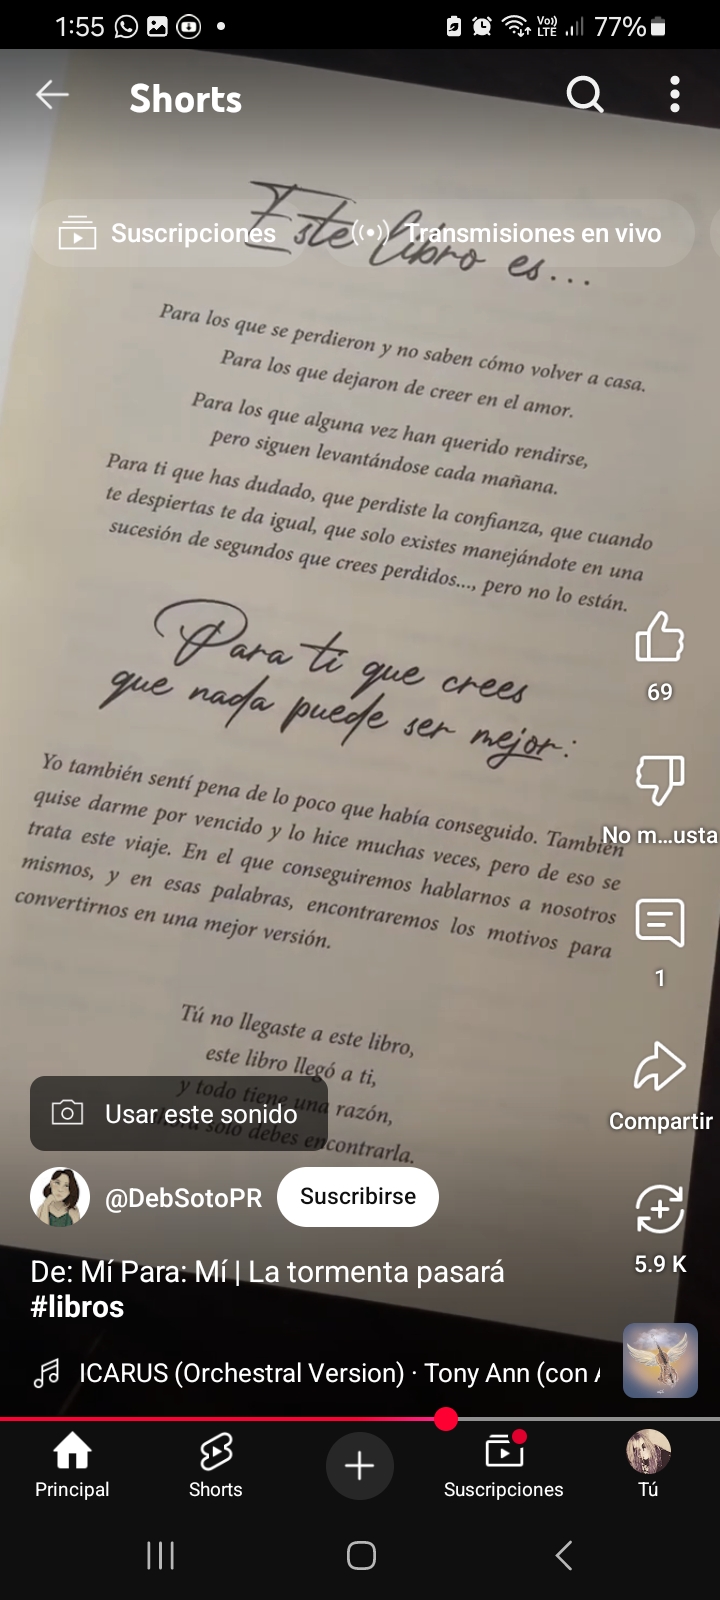 1:55
Vo))
LTE
77%
Shorts
Este libro es...
Suscripciones
Transmisiones en vivo
Para los que se perdieron y no saben cómo volver a casa.
Para los que dejaron de creer en el amor.
Para los que alguna vez han querido rendirse,
pero siguen levantándose cada mañana.
Para ti que has dudado, que perdiste la confianza, que cuando
te despiertas te da igual, que solo existes manejándote en una
sucesión de segundos que crees perdidos..., pero no lo están.
Para ti que crees
que nada puede ser mejor:
69
Yo también sentí pena de lo poco que había conseguido. También
quise darme por vencido y lo hice muchas veces, pero de eso se
trata este viaje. En el que conseguiremos hablarnos a nosotros
mismos, y en esas palabras, encontraremos los motivos para
convertirnos en una mejor versión.
No m...usta
1
Tú no llegaste a este libro,
este libro llegó a ti,
y todo tiene una razón,
ahora solo debes encontrarla.
Usar este sonido
Compartir
@DebSotoPR
Suscribirse
5.9 K
De: Mí Para: Mí | La tormenta pasará
#libros
ICARUS (Orchestral Version) · Tony Ann (con
Principal
Shorts
Suscripciones
Tú